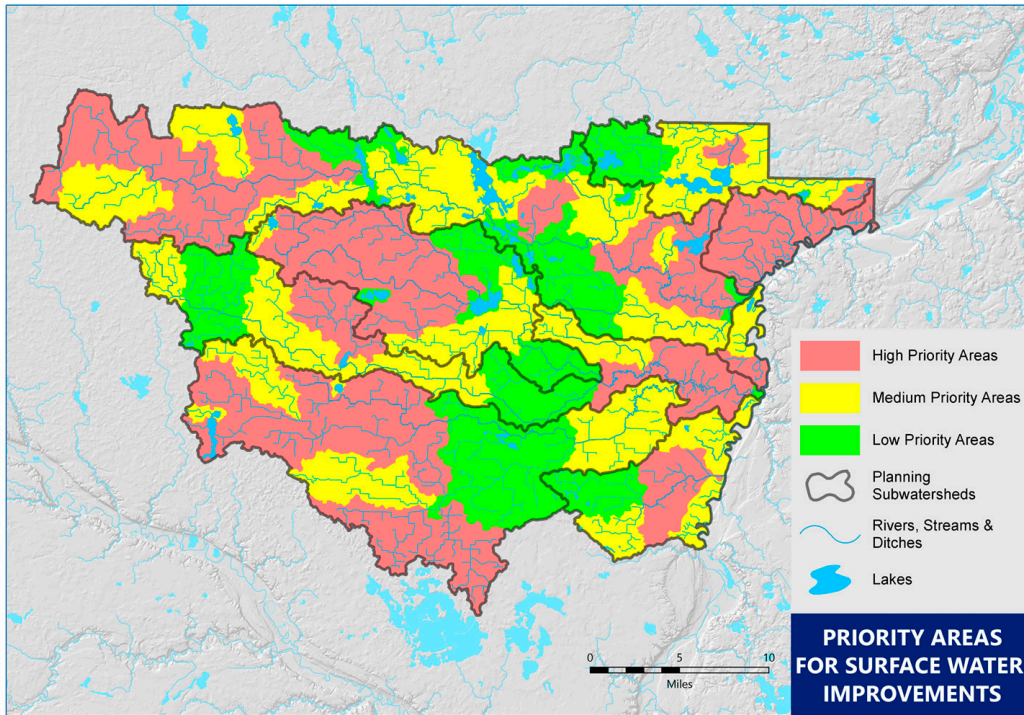 High Priority Areas
Medium Priority Areas
Low Priority Areas
Planning
Subwatersheds
Rivers, Streams &
Ditches
Lakes
0 5 10
Miles
PRIORITY AREAS
FOR SURFACE WATER
IMPROVEMENTS